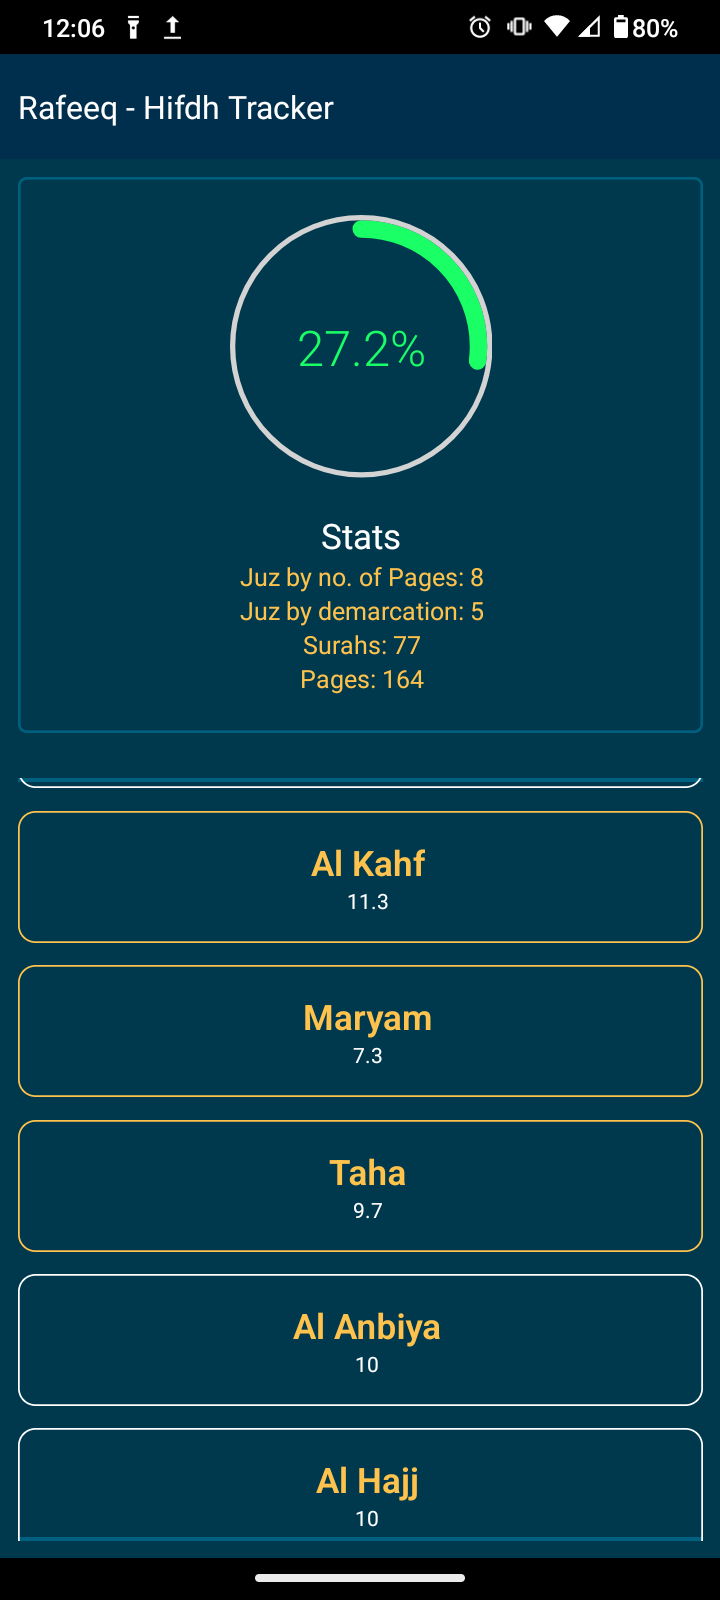 12:06
80%
Rafeeq - Hifdh Tracker
27.2%
Stats
Juz by no. of Pages: 8
Juz by demarcation: 5
Surahs: 77
Pages: 164
Al Kahf
11.3
Maryam
7.3
Taha
9.7
Al Anbiya
10
Al Hajj
10